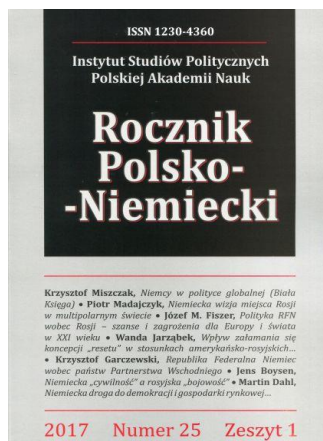 ISSN 1230-4360
Instytut Studiów Politycznych
Polskiej Akademii Nauk
Rocznik
Polsko-
-Niemiecki
Krzysztof Miszczak, Niemcy w polityce globalnej (Biała
Księga) • Piotr Madajczyk, Niemiecka wizja miejsca Rosji
w multipolarnym świecie • Józef M. Fiszer, Polityka RFN
wobec Rosji – szanse i zagrożenia dla Europy i świata
w XXI wieku • Wanda Jarząbek, Wpływ załamania się
koncepcji „resetu” w stosunkach amerykańsko-rosyjskich...
• Krzysztof Garczewski, Republika Federalna Niemiec
wobec państw Partnerstwa Wschodniego • Jens Boysen,
Niemiecka „cywilność” a rosyjska „bojowość” • Martin Dahl,
Niemiecka droga do demokracji i gospodarki rynkowej...
2017 Numer 25 Zeszyt 1